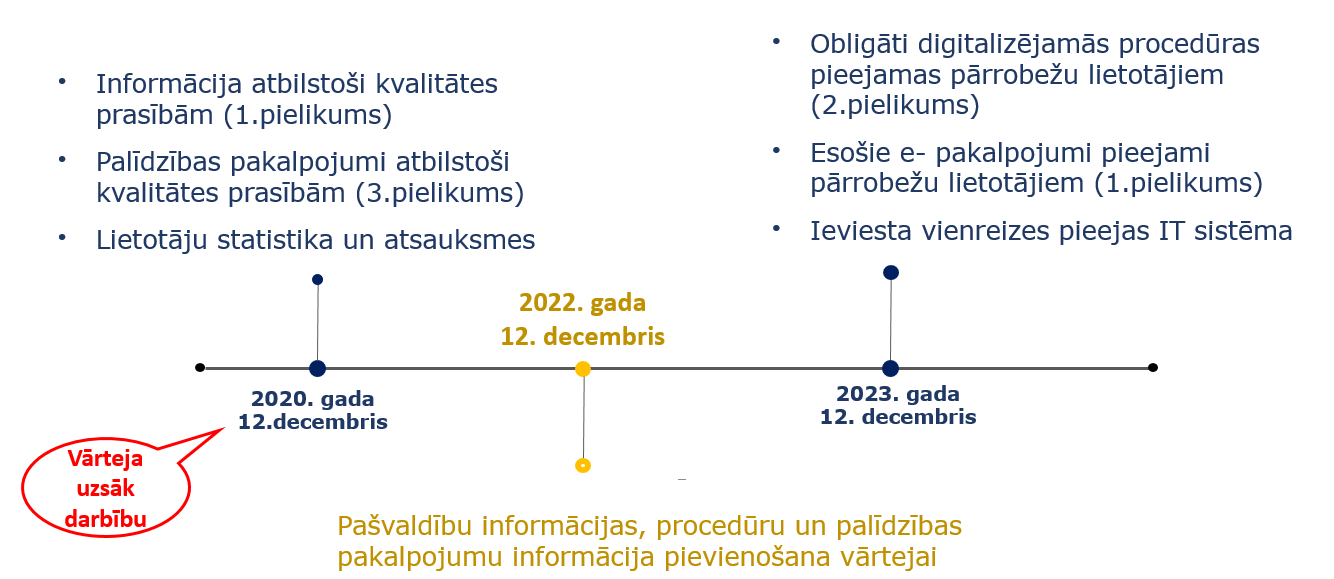 • Informācija atbilstoši kvalitātes
prasībām (1.pielikums)
• Palīdzības pakalpojumi atbilstoši
kvalitātes prasībām (3.pielikums)
• Lietotāju statistika un atsauksmes
• Obligāti digitalizējamās procedūras
pieejamas pārrobežu lietotājiem
(2.pielikums)
• Esošie e- pakalpojumi pieejami
pārrobežu lietotājiem (1.pielikums)
• Ieviesta vienreizes pieejas IT sistēma
2022. gada
12. decembris
2020. gada
12.decembris
2023. gada
12. decembris
Vārteja
uzsāk
darbību
Pašvaldību informācijas, procedūru un palīdzības
pakalpojumu informācija pievienošana vārtejai